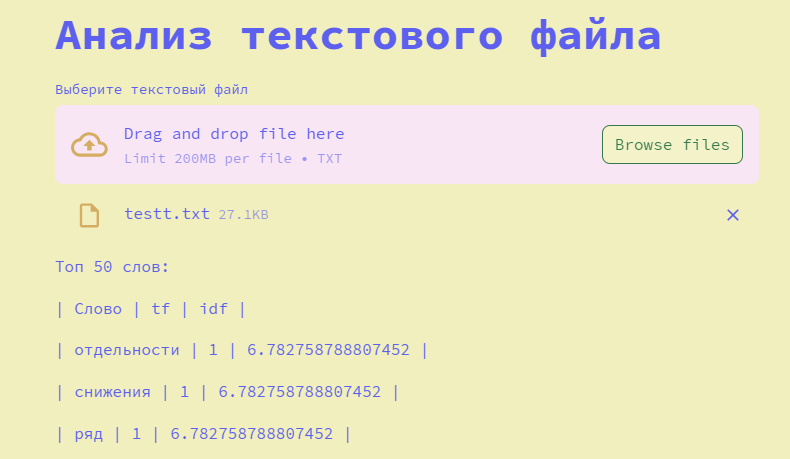 Анализ текстового файла
Выберите текстовый файл
Drag and drop file here
Limit 200MB per file • TXT
Browse files
testt.txt 27.1KB
Топ 50 слов:
| Слово | tf | idf |
| отдельности | 1 | 6.782758788807452 |
| снижения | 1 | 6.782758788807452 |
| ряд | 1 | 6.782758788807452 |